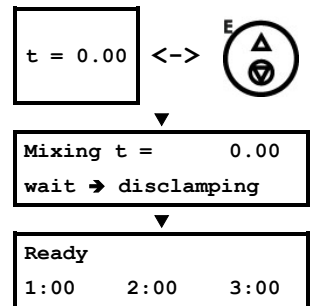 E
t = 0.00 <->
Mixing t = 0.00
wait ➔ disclamping
Ready
1:00 2:00 3:00